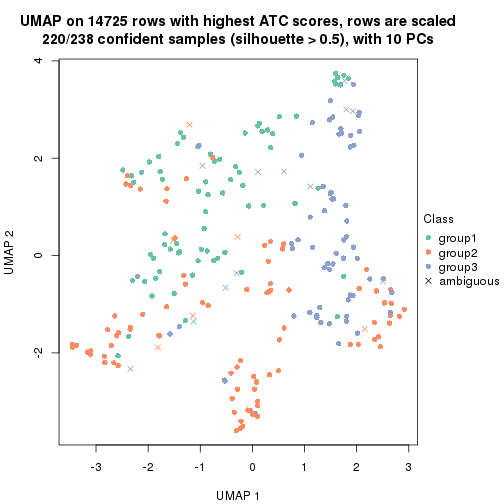 UMAP on 14725 rows with highest ATC scores, rows are scaled
220/238 confident samples (silhouette > 0.5), with 10 PCs
4
2
0
-2
UMAP 2
-3
-2
-1
0
1
2
3
UMAP 1
Class
group1
group2
group3
ambiguous